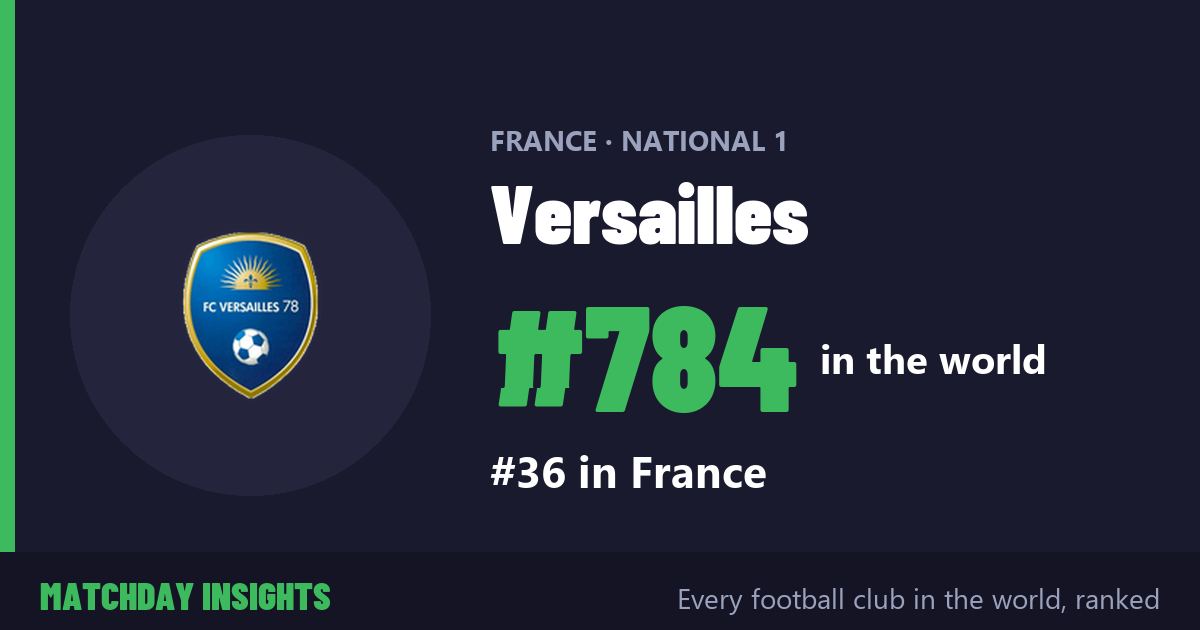 FRANCE · NATIONAL 1
Versailles
FC VERSAILLES 78
#784 in the world
#36 in France
MATCHDAY INSIGHTS
Every football club in the world, ranked